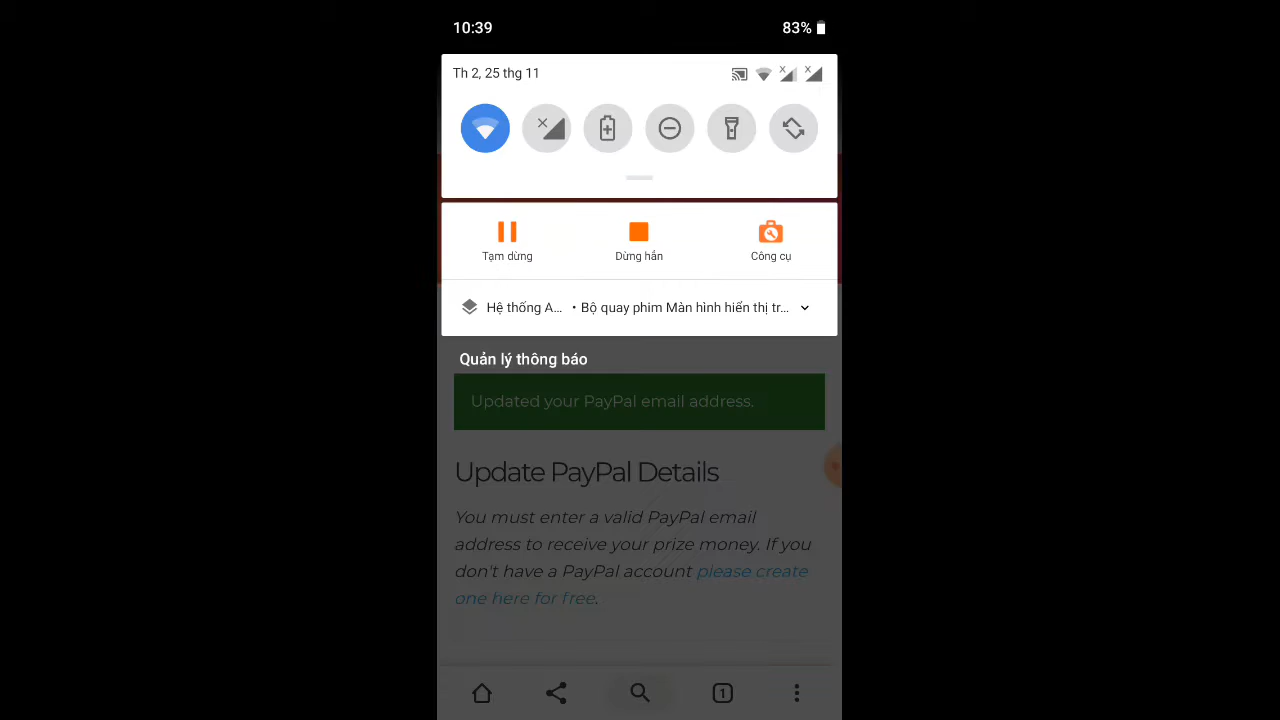 10:39 83%
Th 2, 25 thg 11
Tạm dừng Dừng hẳn Công cụ
Hệ thống A... • Bộ quay phim Màn hình hiển thị tr...
Quản lý thông báo
Updated your PayPal email address.
Update PayPal Details
You must enter a valid PayPal email
address to receive your prize money. If you
don't have a PayPal account please create
one here for free.
1